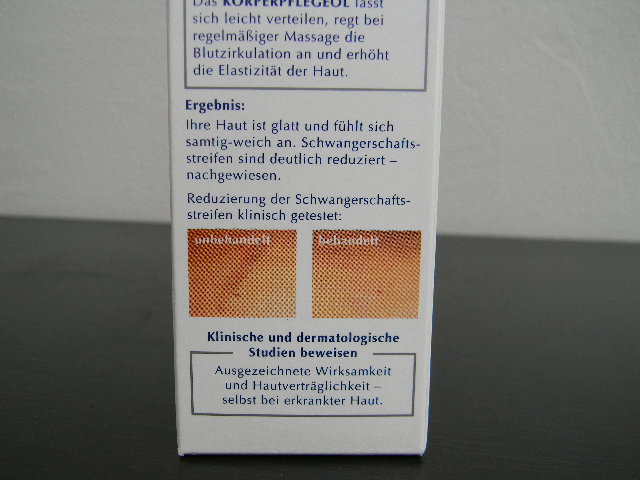 Das KÖRPERPFLEGEÖL lässt
sich leicht verteilen, regt bei
regelmäßiger Massage die
Blutzirkulation an und erhöht
die Elastizität der Haut.
Ergebnis:
Ihre Haut ist glatt und fühlt sich
samtig-weich an. Schwangerschafts-
streifen sind deutlich reduziert –
nachgewiesen.
Reduzierung der Schwangerschafts-
streifen klinisch getestet:
unbehandelt behandelt
Klinische und dermatologische
Studien beweisen
Ausgezeichnete Wirksamkeit
und Hautverträglichkeit –
selbst bei erkrankter Haut.